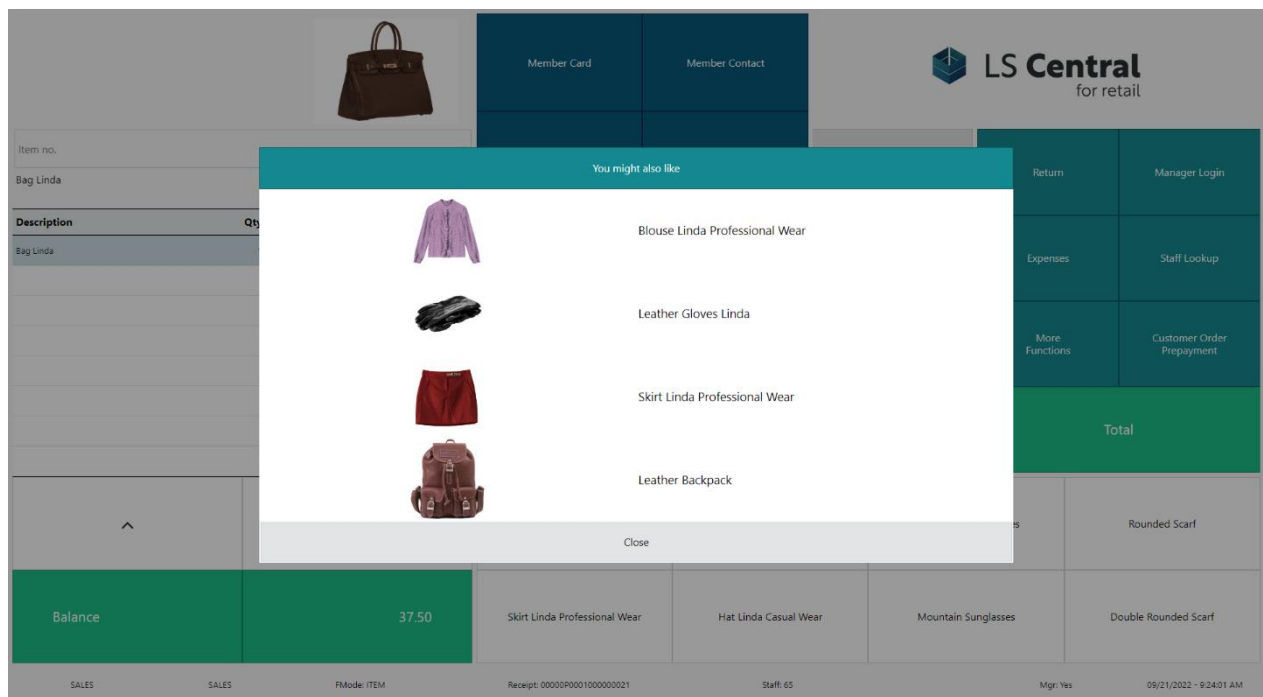 Member Card
Member Contact
LS Central
for retail
Item no.
Bag Linda
Description
Qty
Bag Linda
You might also like
Blouse Linda Professional Wear
Leather Gloves Linda
Skirt Linda Professional Wear
Leather Backpack
Close
Return
Manager Login
Expenses
Staff Lookup
More
Functions
Customer Order
Prepayment
Total
Rounded Scarf
Balance
37.50
Skirt Linda Professional Wear
Hat Linda Casual Wear
Mountain Sunglasses
Double Rounded Scarf
SALES
SALES
FMode: ITEM
Receipt: 00000P0001000000021
Staff: 65
Mgr: Yes
09/21/2022 - 9:24:01 AM